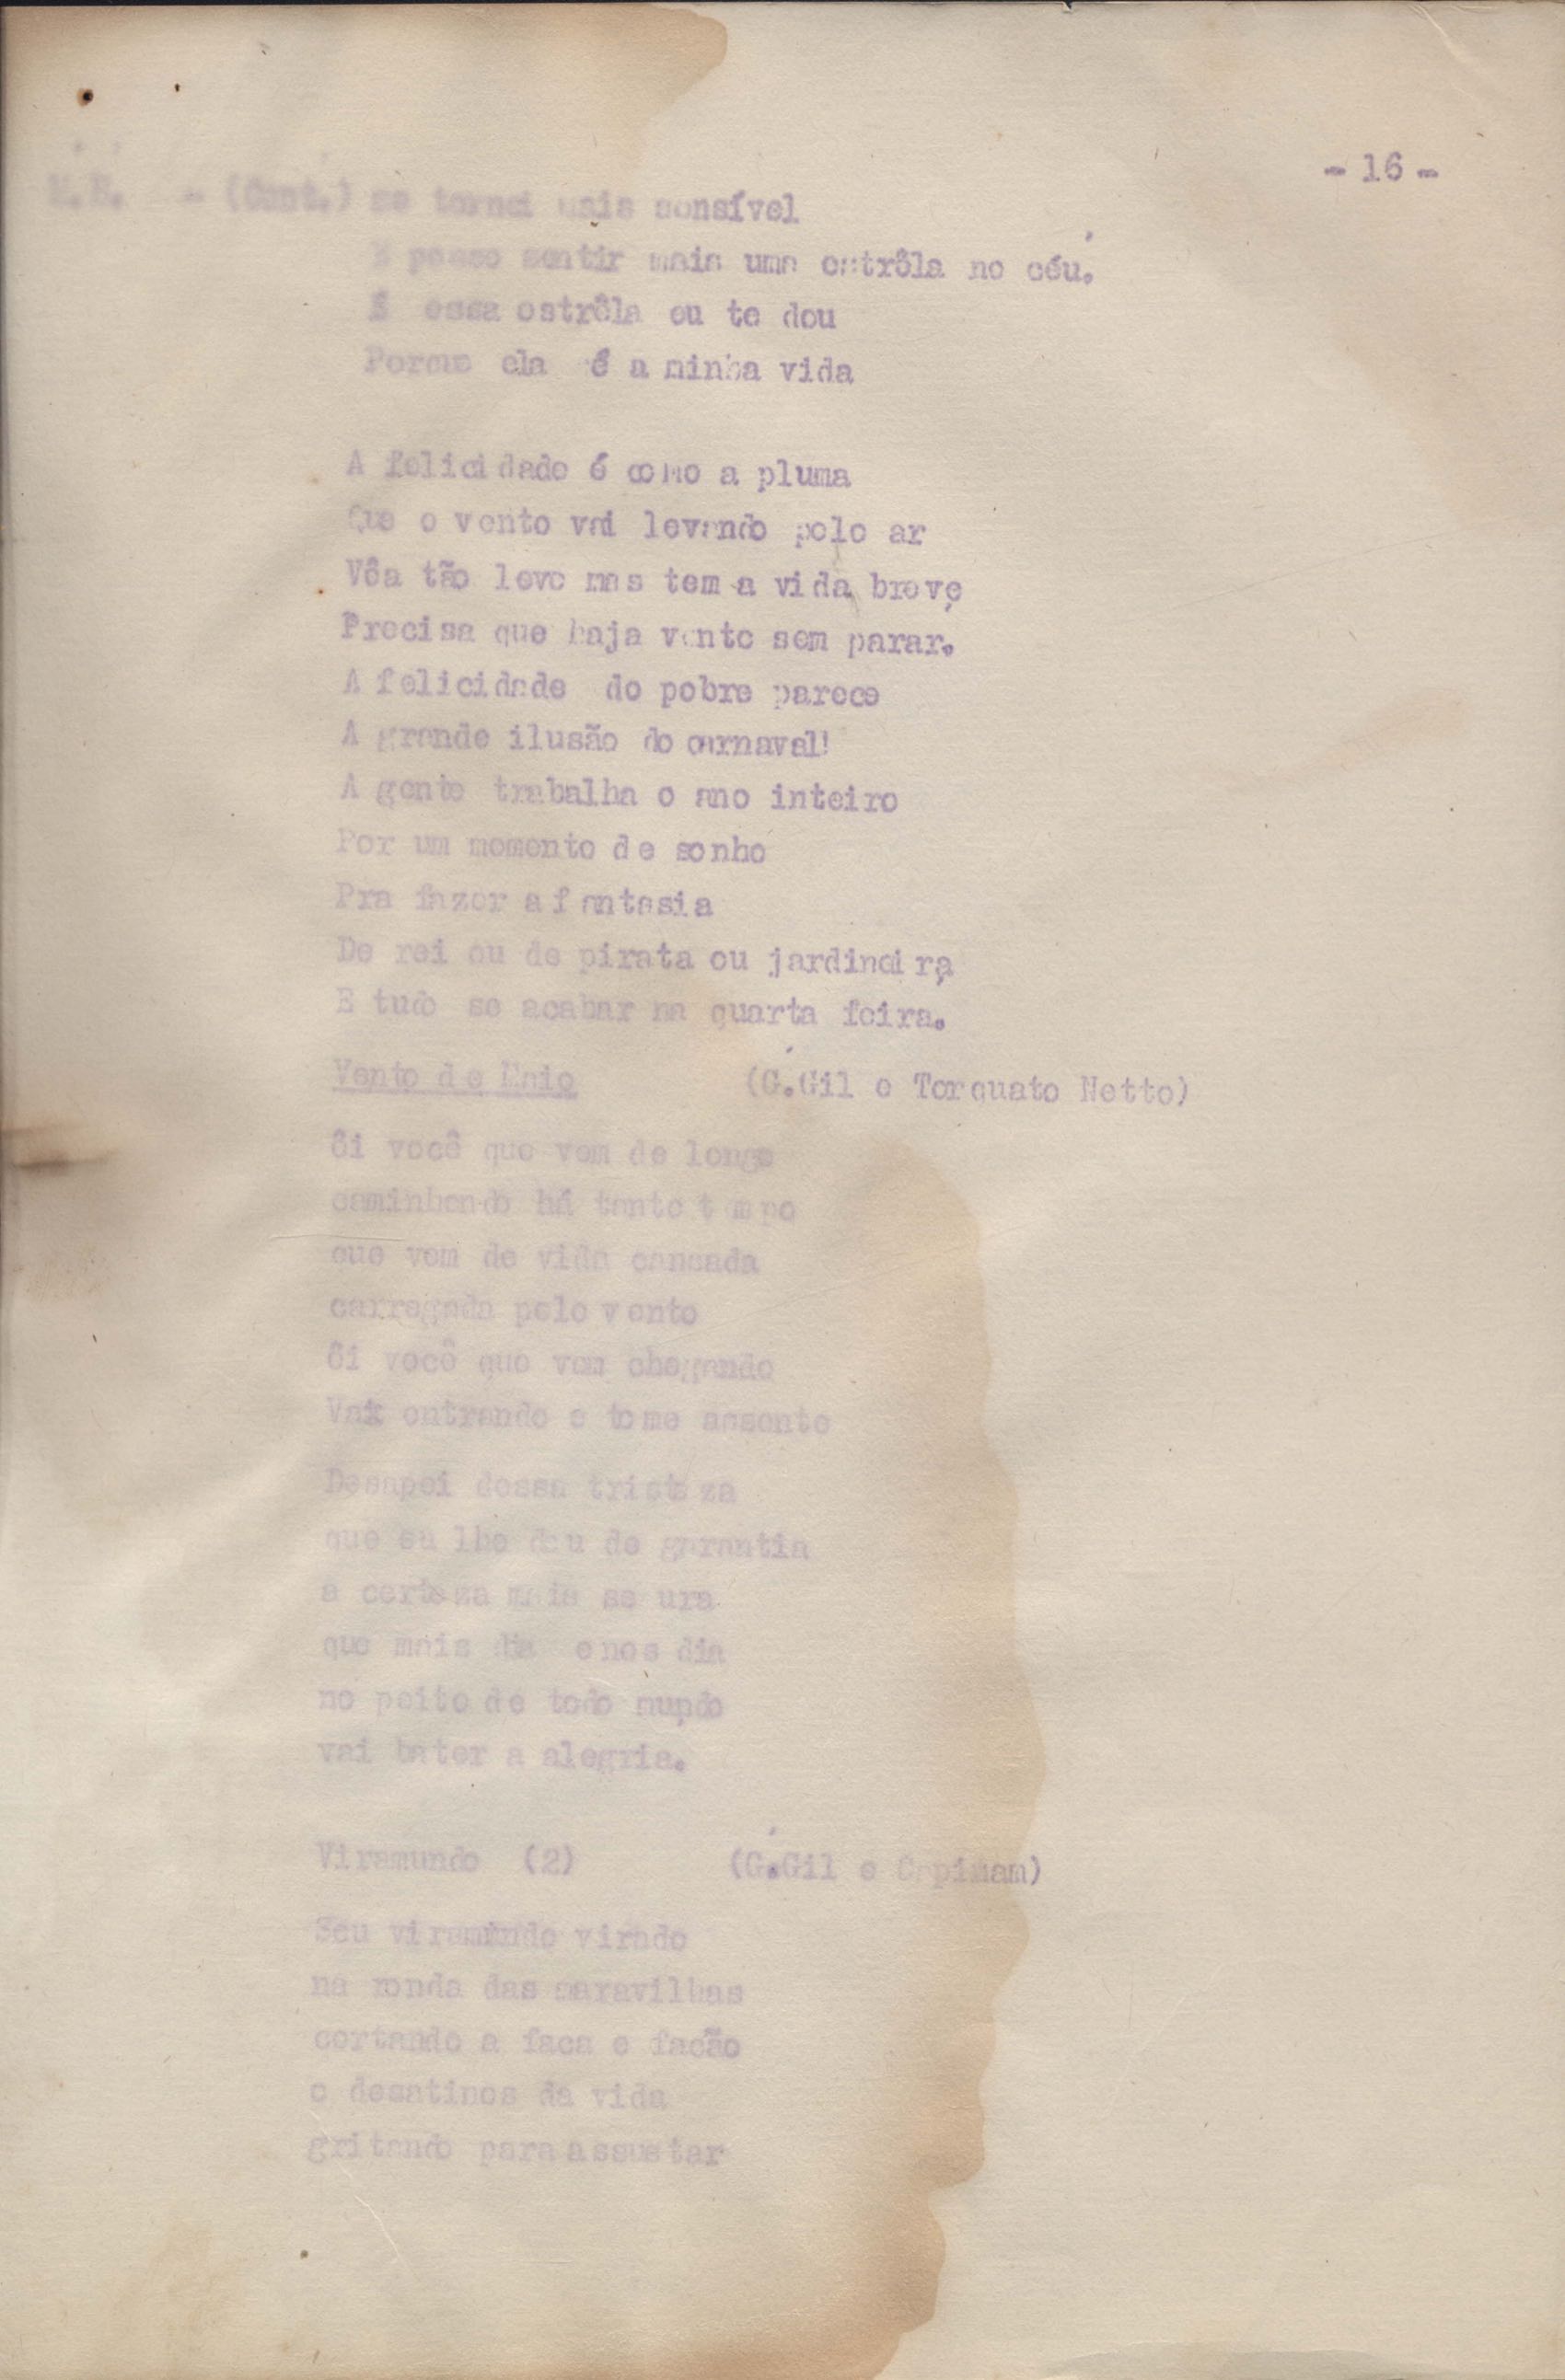 - 16 -
- (Cont.) me tornei mais sensível
E posso sentir mais uma estrêla no céu.
E essa estrêla eu te dou
Porque ela é a minha vida
A felicidade é como a pluma
Que o vento vai levando pelo ar
Vôa tão leve mas tem a vida breve
Precisa que haja vento sem parar.
A felicidade do pobre parece
A grande ilusão do carnaval!
A gente trabalha o ano inteiro
Por um momento de sonho
Pra fazer a fantasia
De rei ou de pirata ou jardineira
E tudo se acabar na quarta feira.
Vento de Maio (G.Gil e Torquato Netto)
Ôi você que vem de longe
caminhando há tanto tempo
que vem de vida cansada
carregada pelo vento
Ôi você que vem chegando
Vai entrando e tome assento
Desapei dessa tristeza
que eu lhe dou de garantia
a certeza mais se ura
que mais dia enos dia
no peito de todo mundo
vai bater a alegria.
Viramundo (2) (G.Gil e Capinam)
Seu viramundo virado
na ronda das maravilhas
cortando a faca e facão
o desatinos da vida
gritando para assustar